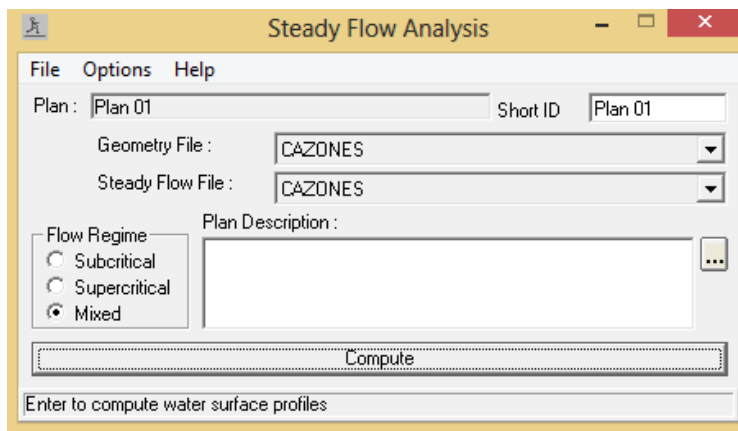 Steady Flow Analysis
File Options Help
Plan : Plan 01 Short ID Plan 01
Geometry File : CAZONES
Steady Flow File : CAZONES
Plan Description :
Flow Regime
Subcritical
Supercritical
Mixed
...
Compute
Enter to compute water surface profiles